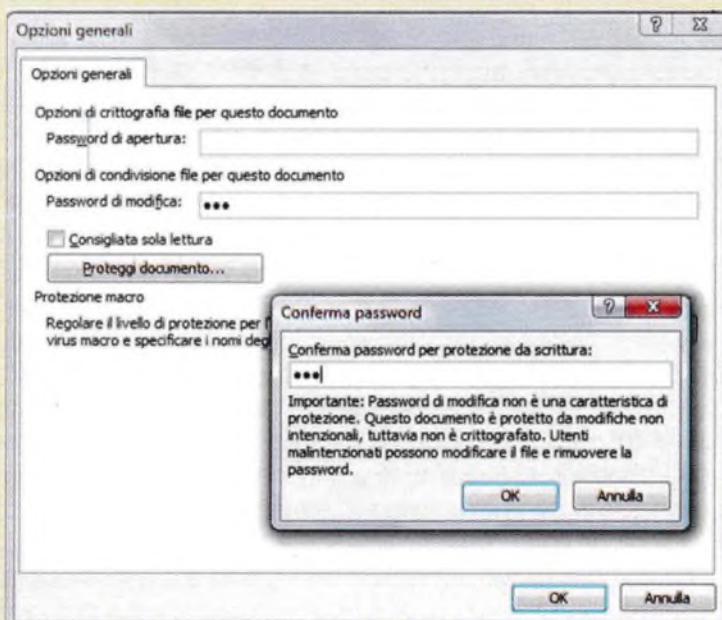 Opzioni generali
Opzioni generali
Opzioni di crittografia file per questo documento
Password di apertura:
Opzioni di condivisione file per questo documento
Password di modifica: •••
Consigliata sola lettura
Proteggi documento...
Protezione macro
Regolare il livello di protezione per
virus macro e specificare i nomi
Conferma password
Conferma password per protezione da scrittura:
•••
Importante: Password di modifica non è una caratteristica di
protezione. Questo documento è protetto da modifiche non
intenzionali, tuttavia non è crittografato. Utenti
malintenzionati possono modificare il file e rimuovere la
password.
OK Annulla
OK Annulla